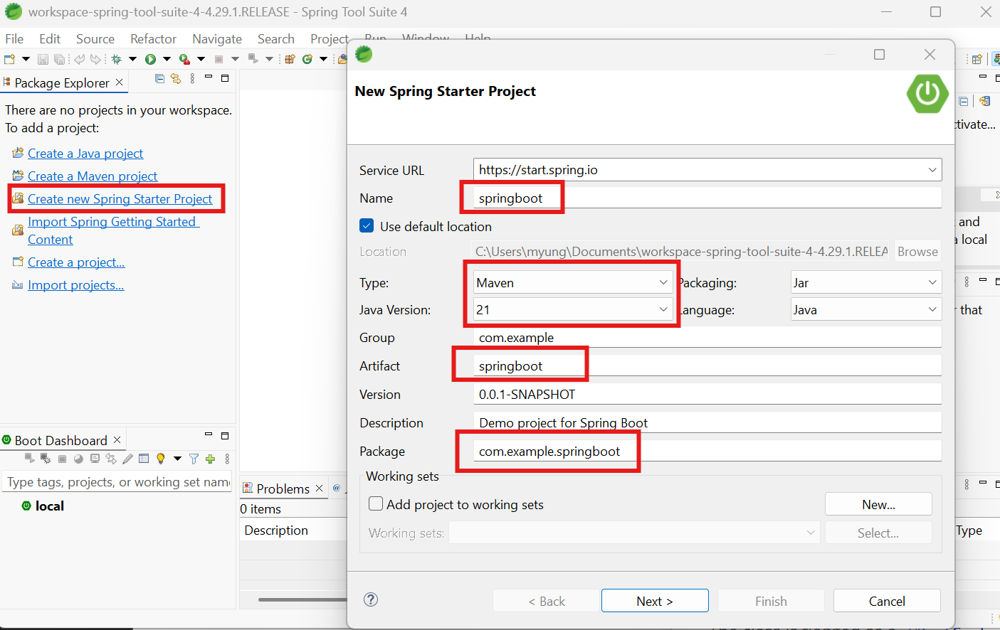 workspace-spring-tool-suite-4-4.29.1.RELEASE - Spring Tool Suite 4
File Edit Source Refactor Navigate Search Project Run Window Help
Package Explorer
There are no projects in your workspace.
To add a project:
Create a Java project
Create a Maven project
Create new Spring Starter Project
Import Spring Getting Started
Content
Create a project...
Import projects...
Boot Dashboard
Type tags, projects, or working set name
local
Problems
0 items
Description
New Spring Starter Project
Service URL https://start.spring.io
Name springboot
Use default location
Location C:\Users\myung\Documents\workspace-spring-tool-suite-4-4.29.1.RELEA Browse
Type: Maven Packaging: Jar
Java Version: 21 Language: Java
Group com.example
Artifact springboot
Version 0.0.1-SNAPSHOT
Description Demo project for Spring Boot
Package com.example.springboot
Working sets
Add project to working sets New...
Working sets: Select...
< Back Next > Finish Cancel
ctivate...
and
a local
r that
Type